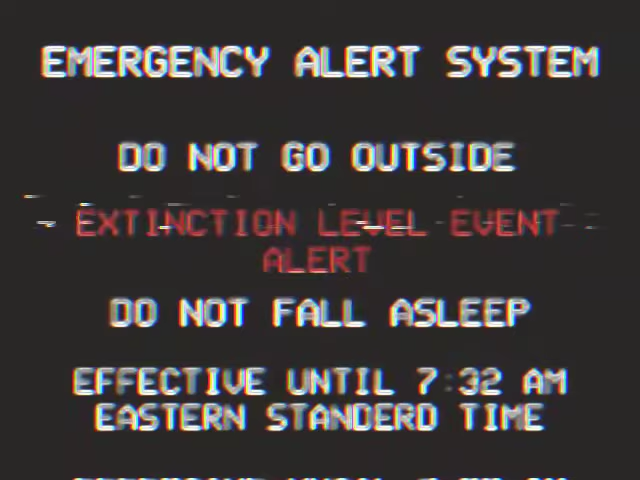 EMERGENCY ALERT SYSTEM
DO NOT GO OUTSIDE
EXTINCTION LEVEL EVENT
ALERT
DO NOT FALL ASLEEP
EFFECTIVE UNTIL 7:32 AM
EASTERN STANDERD TIME